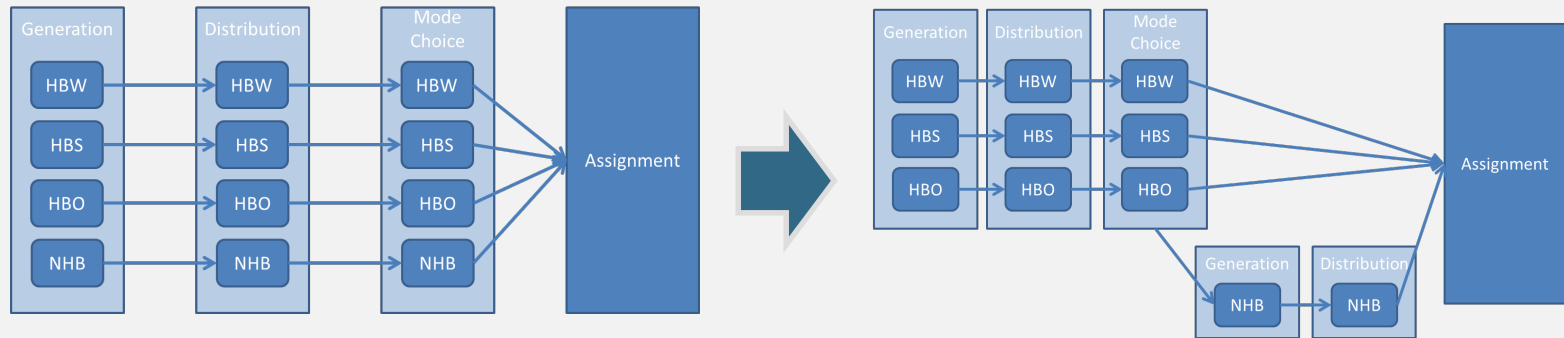 Generation
Distribution
Mode
Choice
HBW
HBW
HBW
HBS
HBS
HBS
HBO
HBO
HBO
NHB
NHB
NHB
Assignment
Generation
Distribution
Mode
Choice
HBW
HBW
HBW
HBS
HBS
HBS
HBO
HBO
HBO
Assignment
Generation
Distribution
NHB
NHB